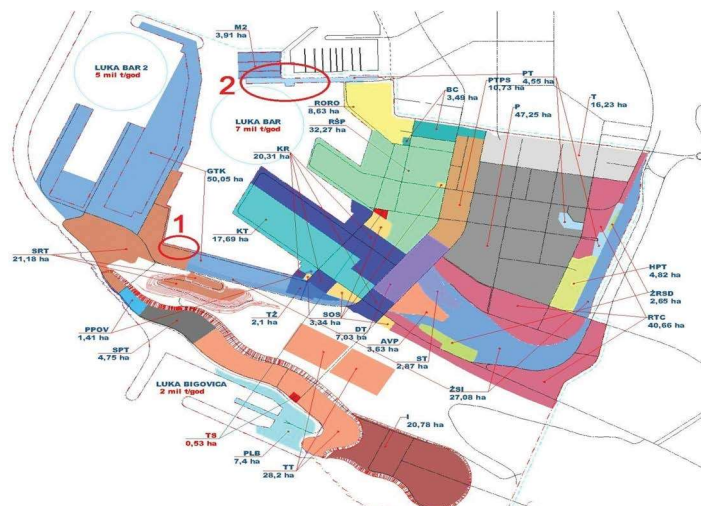 M2
3,91 ha
LUKA BAR 2
5 mil t/god
2
LUKA BAR
7 mil t/god
RORO
8,63 ha
RŠP
32,27 ha
BC
3,49 ha
PTPS
10,73 ha
PT
4,55 ha
P
47,25 ha
T
16,23 ha
KR
20,31 ha
GTK
50,05 ha
1
KT
17,69 ha
SRT
21,18 ha
HPT
4,82 ha
ŽRSD
2,65 ha
RTC
40,66 ha
PPOV
1,41 ha
SPT
4,75 ha
TŽ
2,1 ha
SOS
3,34 ha
DT
7,03 ha
AVP
3,63 ha
ST
2,87 ha
ŽSI
27,08 ha
LUKA BIGOVICA
2 mil t/god
TS
0,53 ha
PLB
7,4 ha
TT
28,2 ha
I
20,78 ha